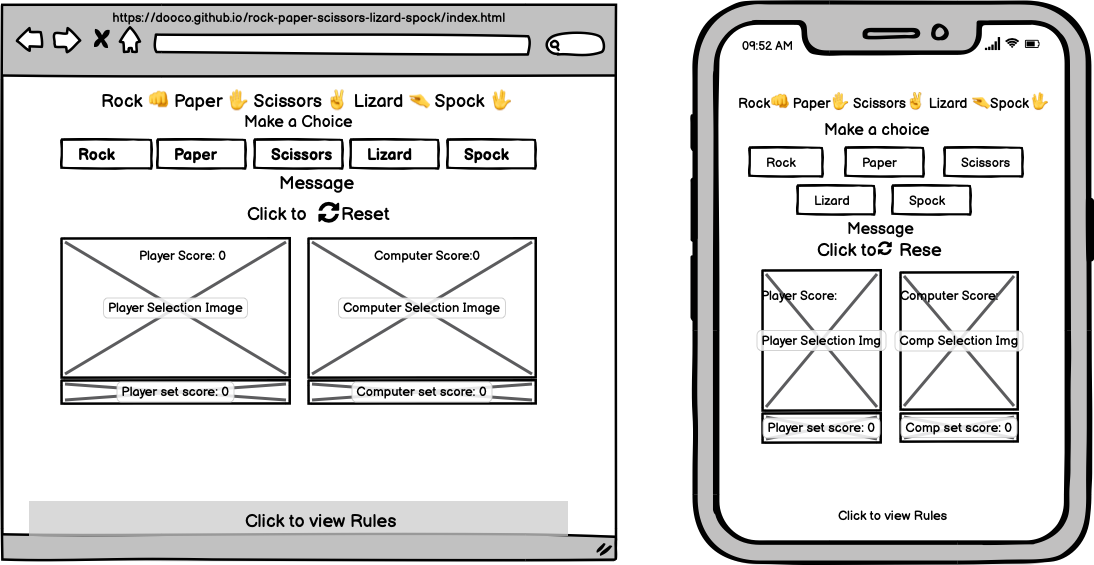 https://dooco.github.io/rock-paper-scissors-lizard-spock/index.html
Rock 👊 Paper 🖐 Scissors ✌ Lizard 🤏 Spock 🖖
Make a Choice
Rock Paper Scissors Lizard Spock
Message
Click to Reset
Player Score: 0 Computer Score:0
Player Selection Image Computer Selection Image
Player set score: 0 Computer set score: 0
Click to view Rules
09:52 AM
Rock👊 Paper🖐 Scissors✌ Lizard 🤏Spock🖖
Make a choice
Rock Paper Scissors
Lizard Spock
Message
Click to Rese
Player Score: Computer Score:
Player Selection Img Comp Selection Img
Player set score: 0 Comp set score: 0
Click to view Rules